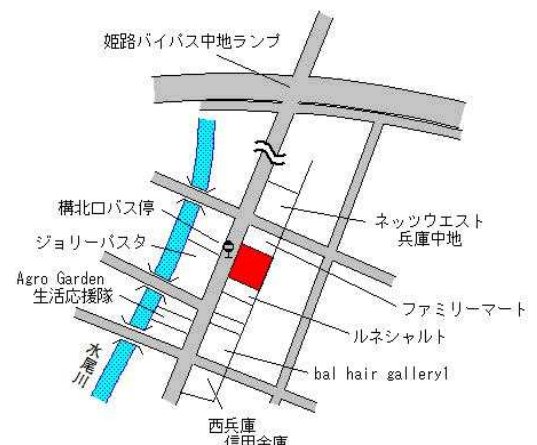 姫路バイパス中地ランプ
構北口バス停
ネッツウエスト
兵庫中地
ジョリーパスタ
Agro Garden
生活応援隊
ファミリーマート
ルネシャルト
水尾川
bal hair gallery1
西兵庫
信用金庫